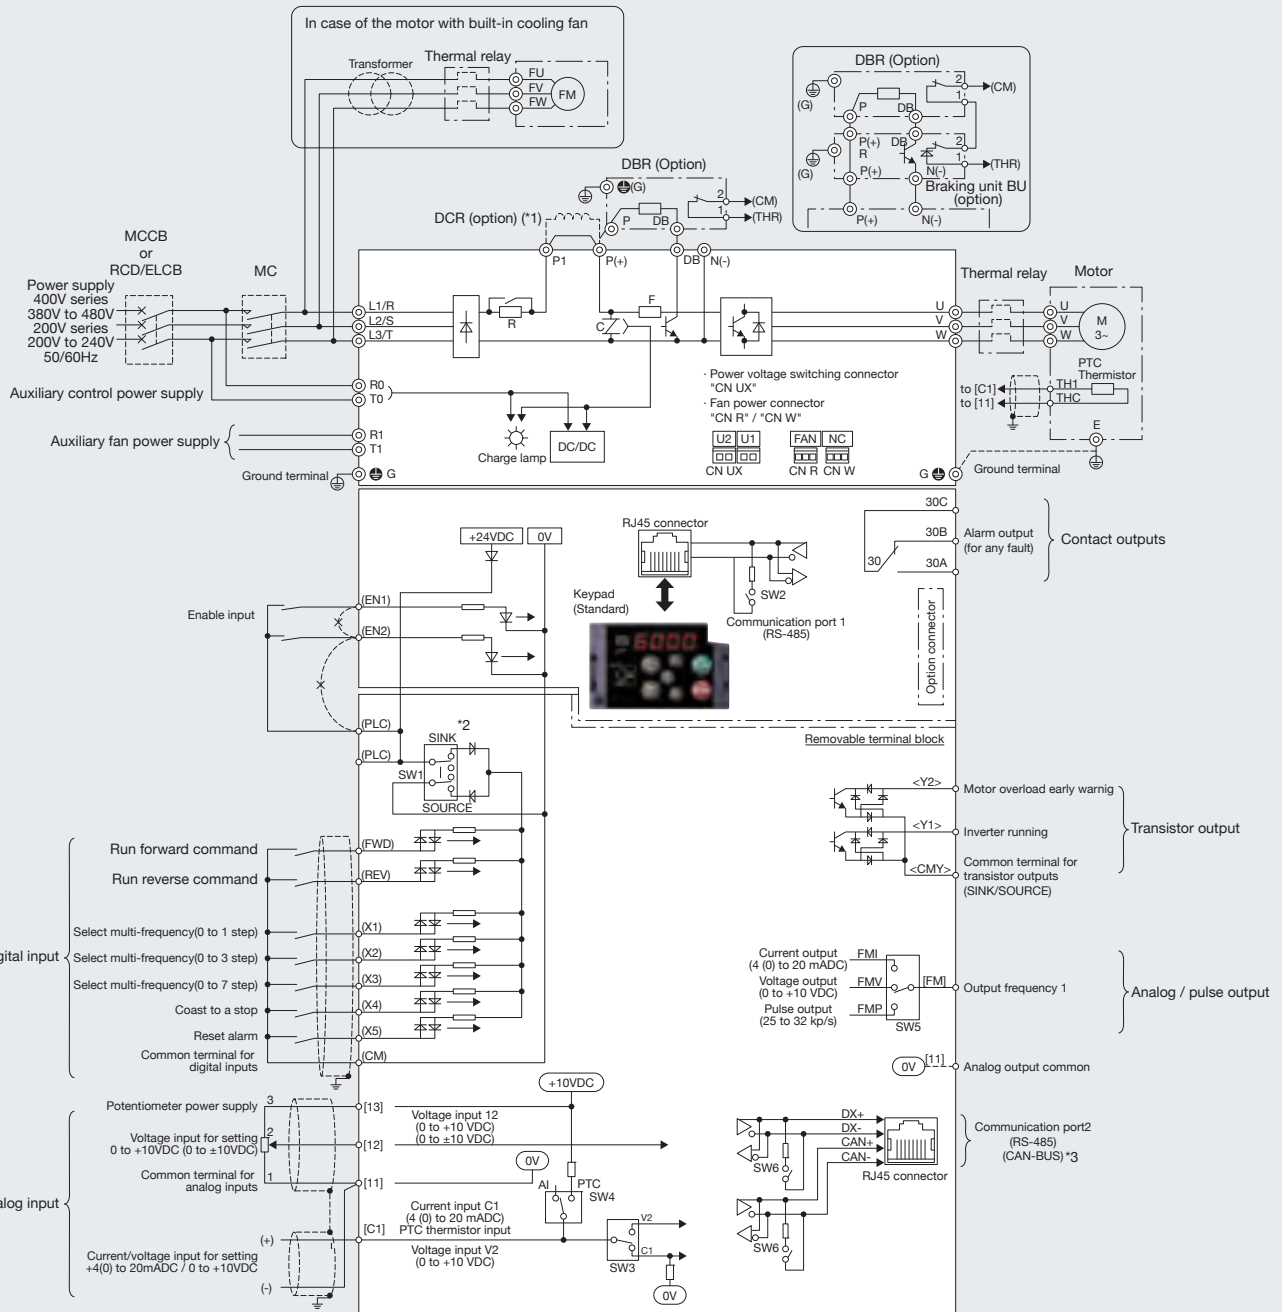 In case of the motor with built-in cooling fan
Transformer
Thermal relay
FU
FV
FW
FM
DBR (Option)
(G)
P
DB
2
1
(CM)
P(+)
R
DB
2
1
(THR)
(G)
P(+)
N(-)
Braking unit BU
(option)
P(+)
N(-)
DBR (Option)
(G)
2
1
(CM)
(THR)
P
DB
DCR (option) (*1)
P1
P(+)
DB
N(-)
MCCB
or
RCD/ELCB
MC
Power supply
400V series
380V to 480V
200V series
200V to 240V
50/60Hz
L1/R
L2/S
L3/T
R
C
F
U
V
W
Thermal relay
Motor
U
V
W
M
3~
PTC
Thermistor
to [C1]
to [11]
TH1
THC
E
Ground terminal
Auxiliary control power supply
R0
T0
Auxiliary fan power supply
R1
T1
Ground terminal
G
Charge lamp
DC/DC
· Power voltage switching connector
"CN UX"
· Fan power connector
"CN R" / "CN W"
U2 U1
FAN NC
CN UX
CN R CN W
G
+24VDC
0V
RJ45 connector
SW2
Keypad
(Standard)
Communication port 1
(RS-485)
6000
30C
30B
30A
30
Alarm output
(for any fault)
Contact outputs
Option connector
Enable input
(EN1)
(EN2)
(PLC)
(PLC)
*2
SINK
SW1
SOURCE
Removable terminal block
<Y2>
Motor overload early warnig
<Y1>
Inverter running
<CMY>
Common terminal for
transistor outputs
(SINK/SOURCE)
Transistor output
gital input
Run forward command
(FWD)
Run reverse command
(REV)
Select multi-frequency(0 to 1 step)
(X1)
Select multi-frequency(0 to 3 step)
(X2)
Select multi-frequency(0 to 7 step)
(X3)
Coast to a stop
(X4)
Reset alarm
(X5)
Common terminal for
digital inputs
(CM)
Current output
(4 (0) to 20 mADC)
FMI
Voltage output
(0 to +10 VDC)
FMV
Pulse output
(25 to 32 kp/s)
FMP
SW5
[FM]
Output frequency 1
Analog / pulse output
0V
[11]
Analog output common
alog input
Potentiometer power supply
3
[13]
+10VDC
Voltage input 12
(0 to +10 VDC)
(0 to ±10 VDC)
Voltage input for setting
0 to +10VDC (0 to ±10VDC)
2
[12]
Common terminal for
analog inputs
1
[11]
0V
AI
PTC
SW4
Current input C1
(4 (0) to 20 mADC)
PTC thermistor input
[C1]
Voltage input V2
(0 to +10 VDC)
V2
C1
SW3
0V
(+)
Current/voltage input for setting
+4(0) to 20mADC / 0 to +10VDC
(-)
DX+
DX-
CAN+
CAN-
SW6
RJ45 connector
SW6
Communication port2
(RS-485)
(CAN-BUS) *3